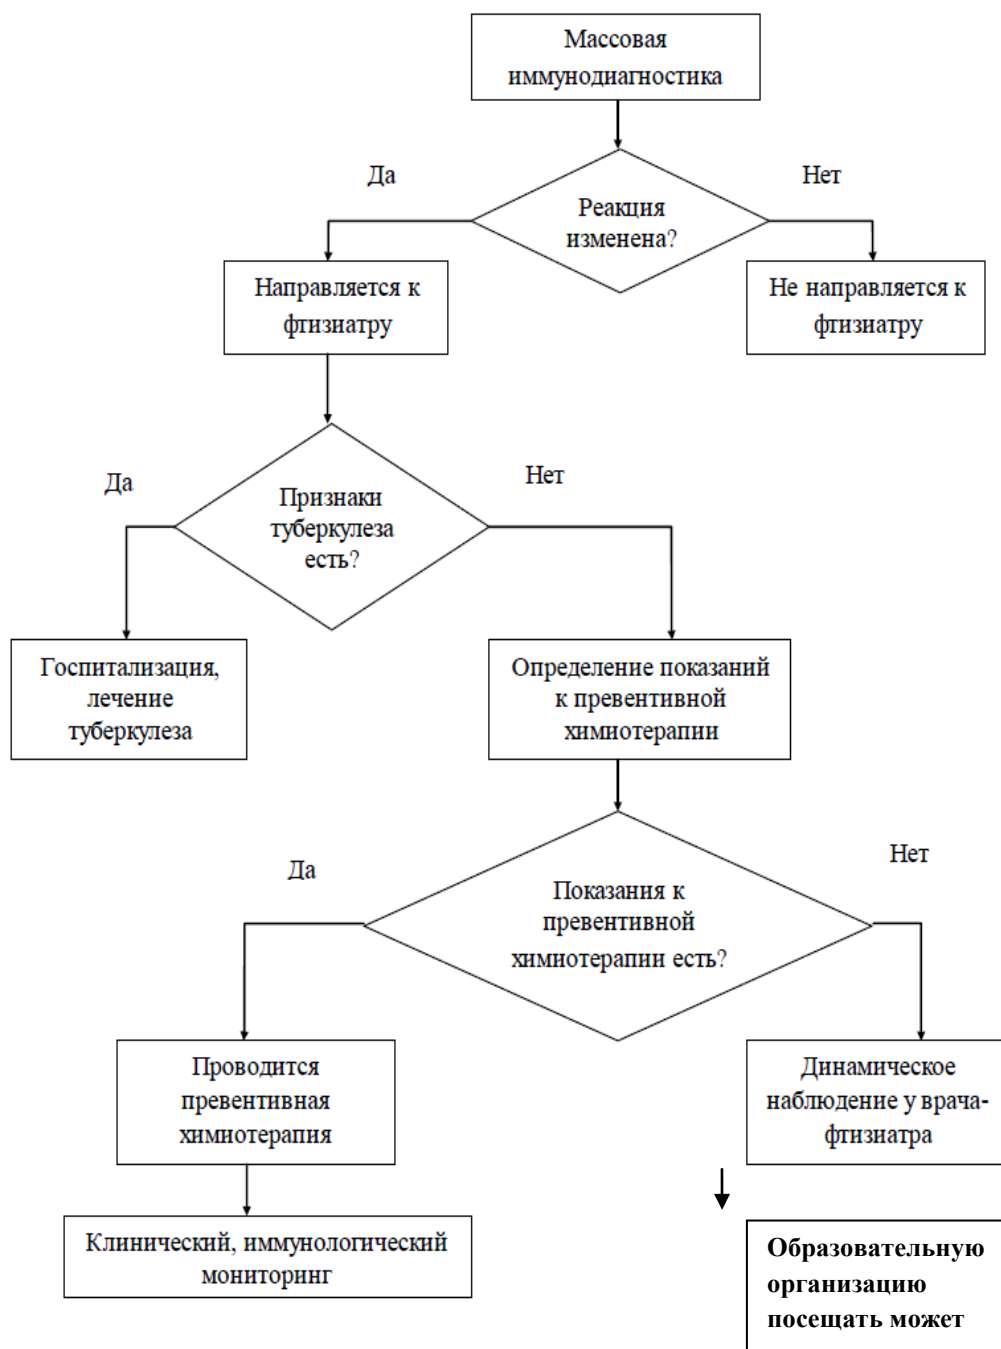 Массовая
иммунодиагностика
Да
Нет
Реакция
изменена?
Направляется к
фтизиатру
Не направляется к
фтизиатру
Да
Нет
Признаки
туберкулеза
есть?
Госпитализация,
лечение
туберкулеза
Определение показаний
к превентивной
химиотерапии
Да
Нет
Показания к
превентивной
химиотерапии есть?
Проводится
превентивная
химиотерапия
Динамическое
наблюдение у врача-
фтизиатра
Клинический, иммунологический
мониторинг
Образовательную
организацию
посещать может